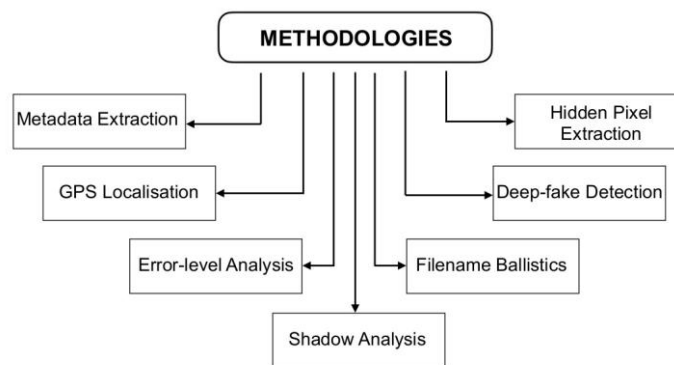 METHODOLOGIES
Metadata Extraction
Hidden Pixel
Extraction
GPS Localisation
Deep-fake Detection
Error-level Analysis
Filename Ballistics
Shadow Analysis